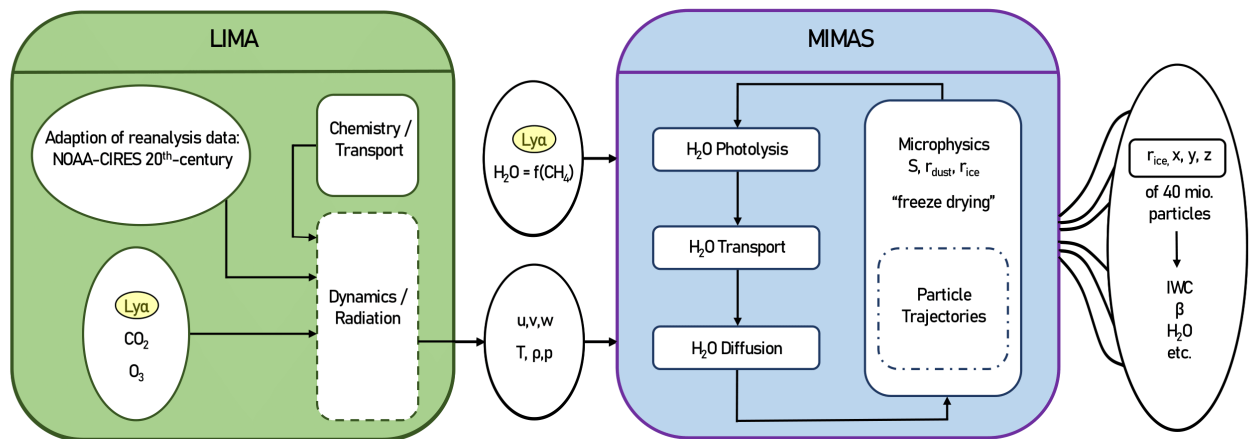 LIMA
Adaption of reanalysis data:
NOAA-CIRES 20th-century
Chemistry /
Transport
Lyα
CO2
O3
Dynamics /
Radiation
Lyα
H2O = f(CH4)
u,v,w
T, ρ,p
MIMAS
H2O Photolysis
H2O Transport
H2O Diffusion
Microphysics
S, rdust, rice
“freeze drying”
Particle
Trajectories
rice, x, y, z
of 40 mio.
particles
IWC
β
H2O
etc.